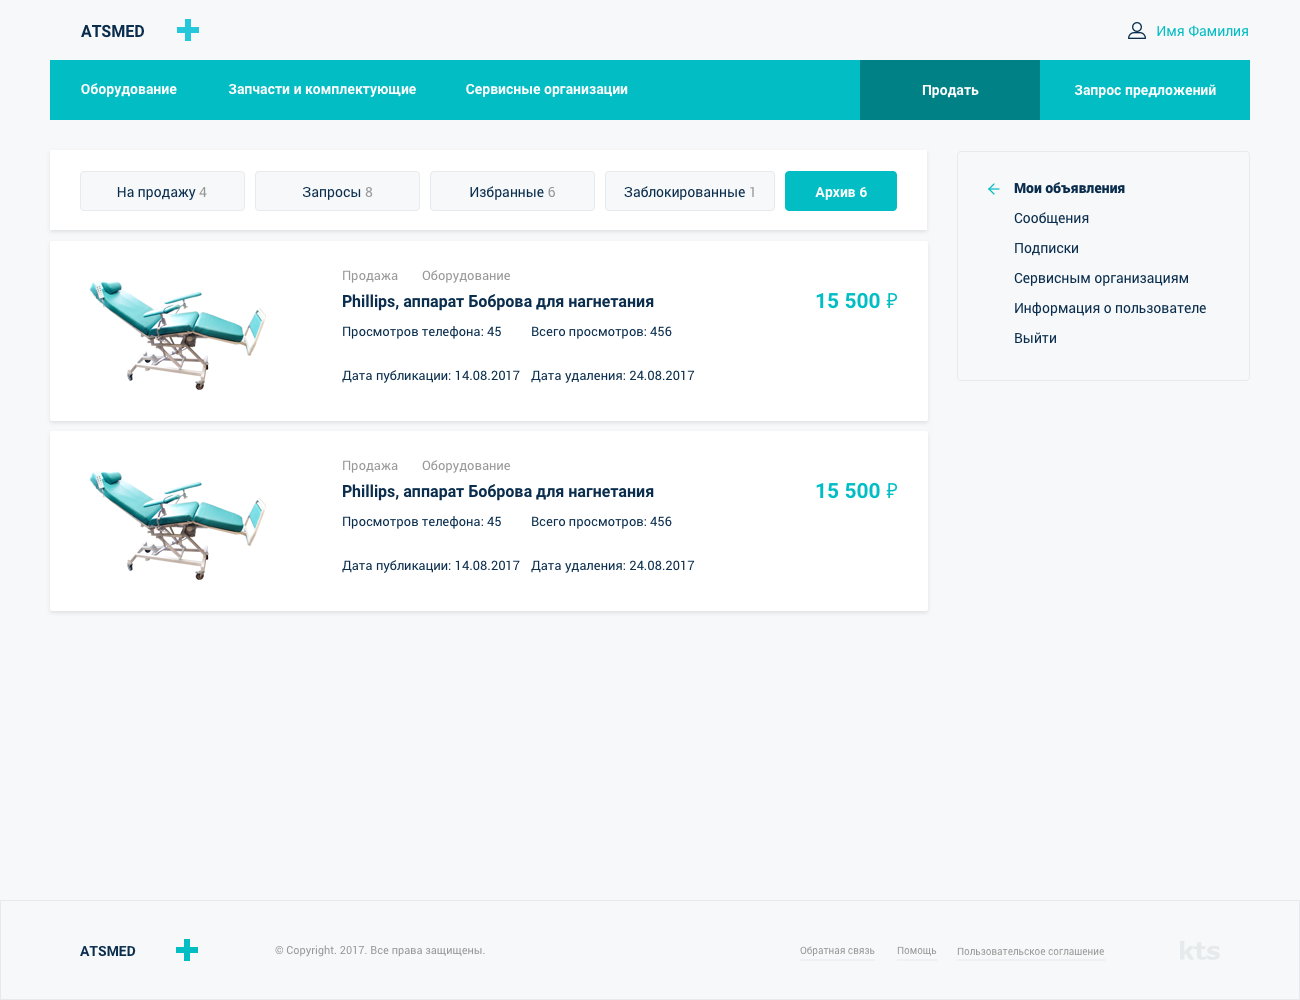 ATSMED
Имя Фамилия
Оборудование
Запчасти и комплектующие
Сервисные организации
Продать
Запрос предложений
На продажу 4
Запросы 8
Избранные 6
Заблокированные 1
Архив 6
Мои объявления
Сообщения
Подписки
Сервисным организациям
Информация о пользователе
Выйти
Продажа Оборудование
Phillips, аппарат Боброва для нагнетания
15 500 ₽
Просмотров телефона: 45 Всего просмотров: 456
Дата публикации: 14.08.2017 Дата удаления: 24.08.2017
Продажа Оборудование
Phillips, аппарат Боброва для нагнетания
15 500 ₽
Просмотров телефона: 45 Всего просмотров: 456
Дата публикации: 14.08.2017 Дата удаления: 24.08.2017
ATSMED
© Copyright. 2017. Все права защищены.
Обратная связь
Помощь
Пользовательское соглашение
kts